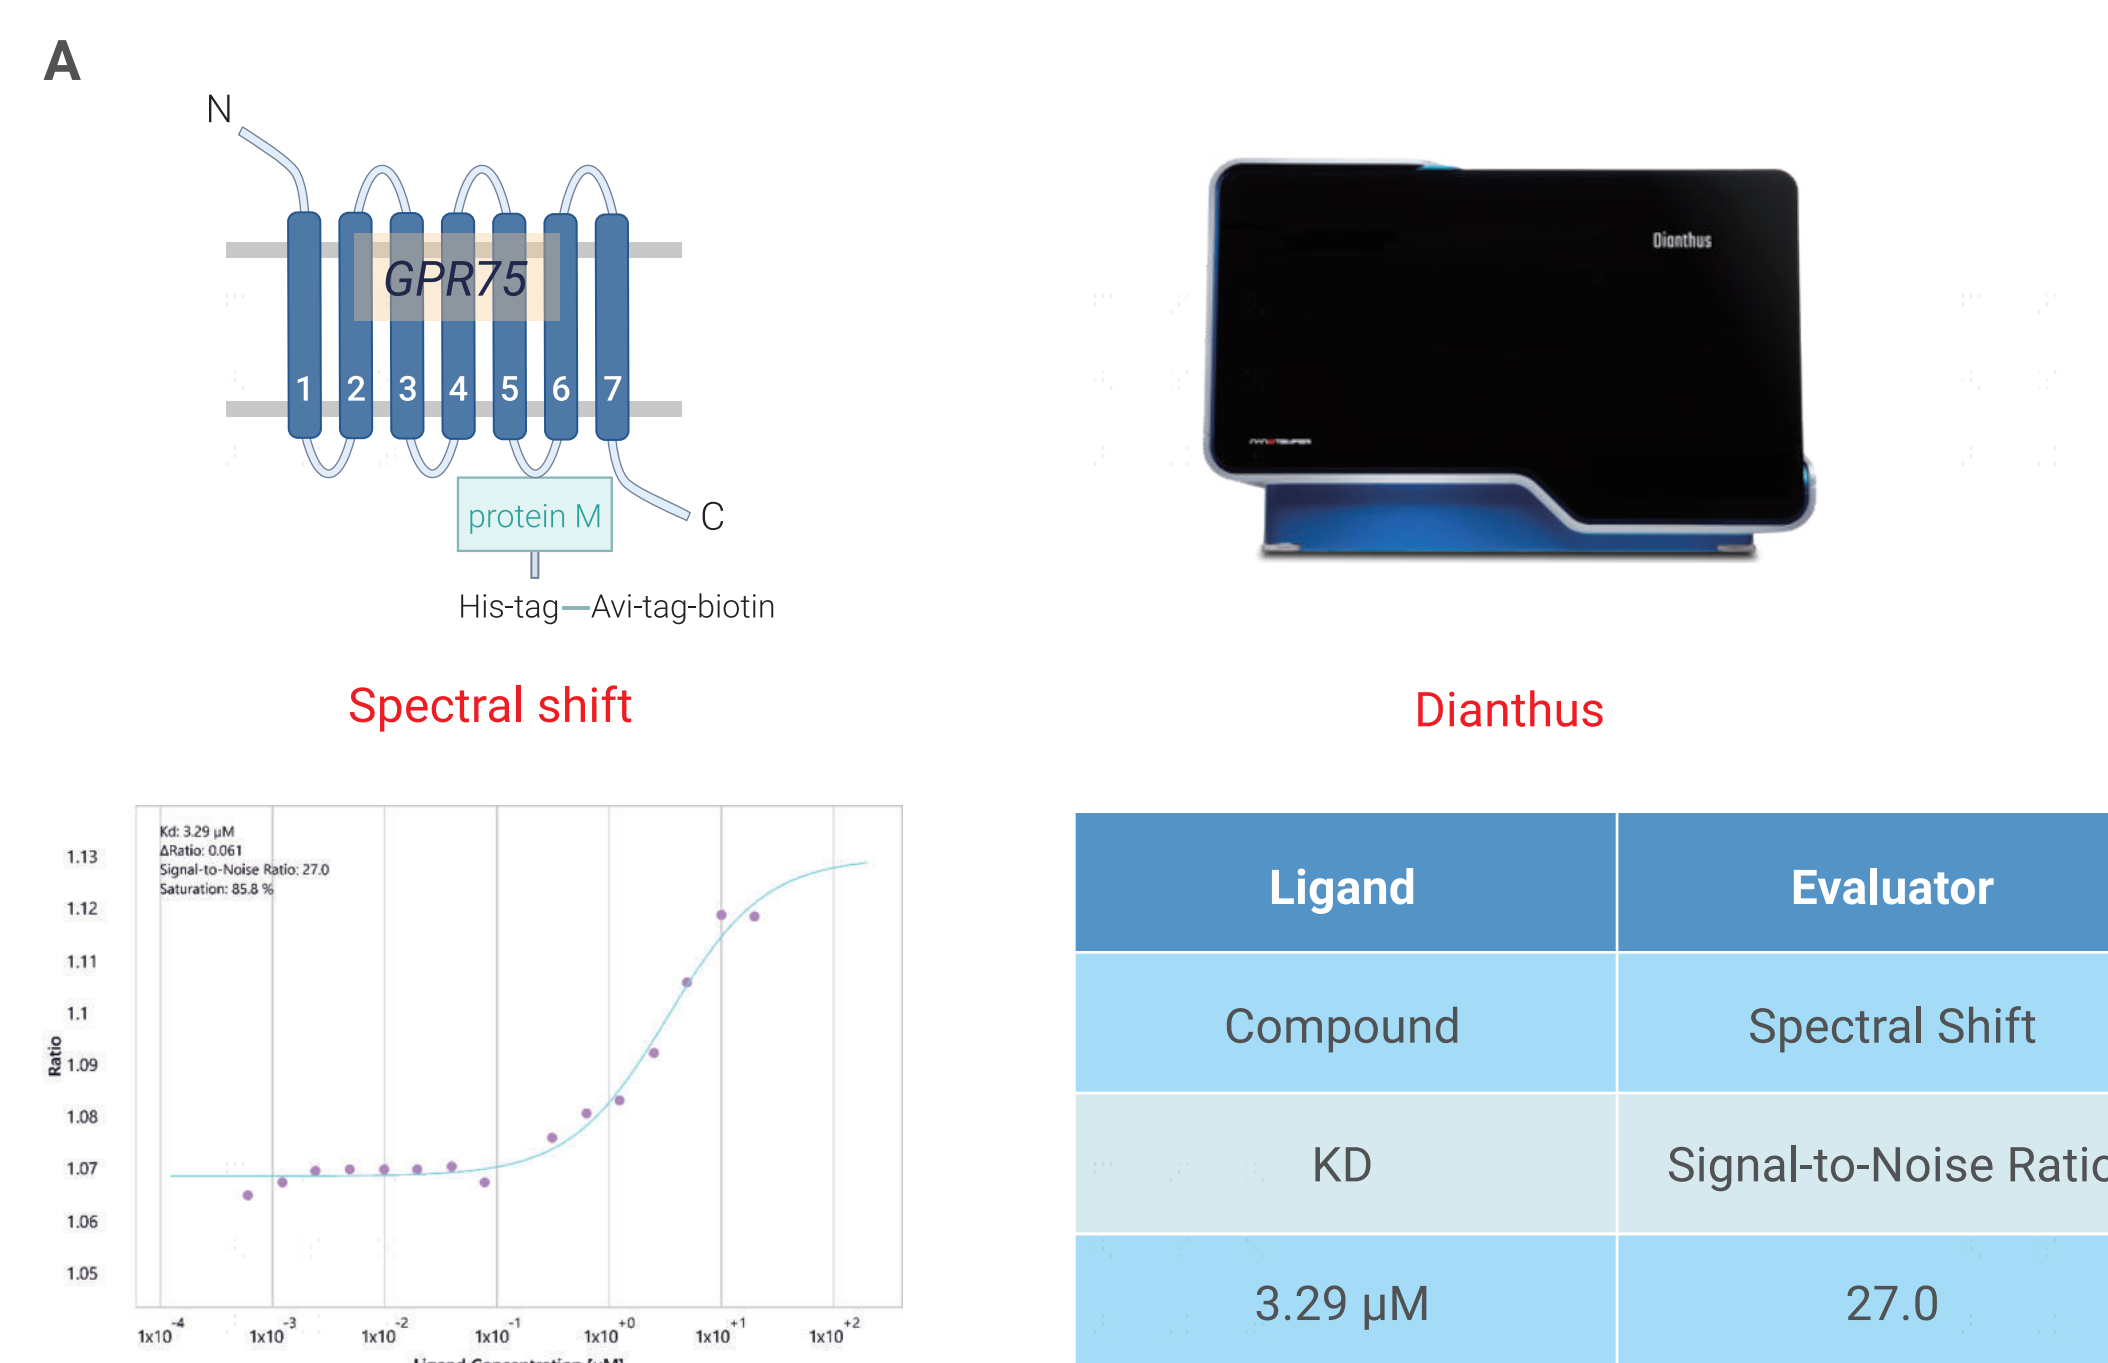 A
N
GPR75
1 2 3 4 5 6 7
protein M
C
His-tag—Avi-tag-biotin
Dianthus
NANOTEMPER
Spectral shift
Dianthus
Kd: 3.29 µM
ΔRatio: 0.061
Signal-to-Noise Ratio: 27.0
Saturation: 85.8 %
1.13
1.12
1.11
1.1
1.09
1.08
1.07
1.06
1.05
Ratio
1x10-4 1x10-3 1x10-2 1x10-1 1x10+0 1x10+1 1x10+2
Ligand Concentration [µM]
Ligand Evaluator
Compound Spectral Shift
KD Signal-to-Noise Ratio
3.29 µM 27.0